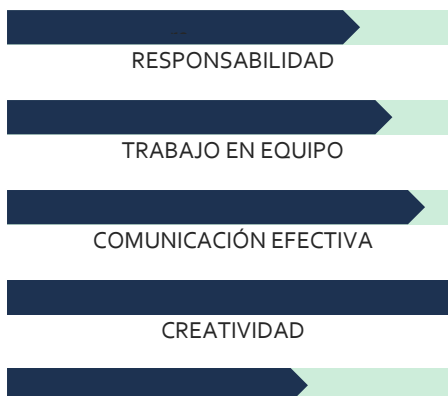 RESPONSABILIDAD
TRABAJO EN EQUIPO
COMUNICACIÓN EFECTIVA
CREATIVIDAD